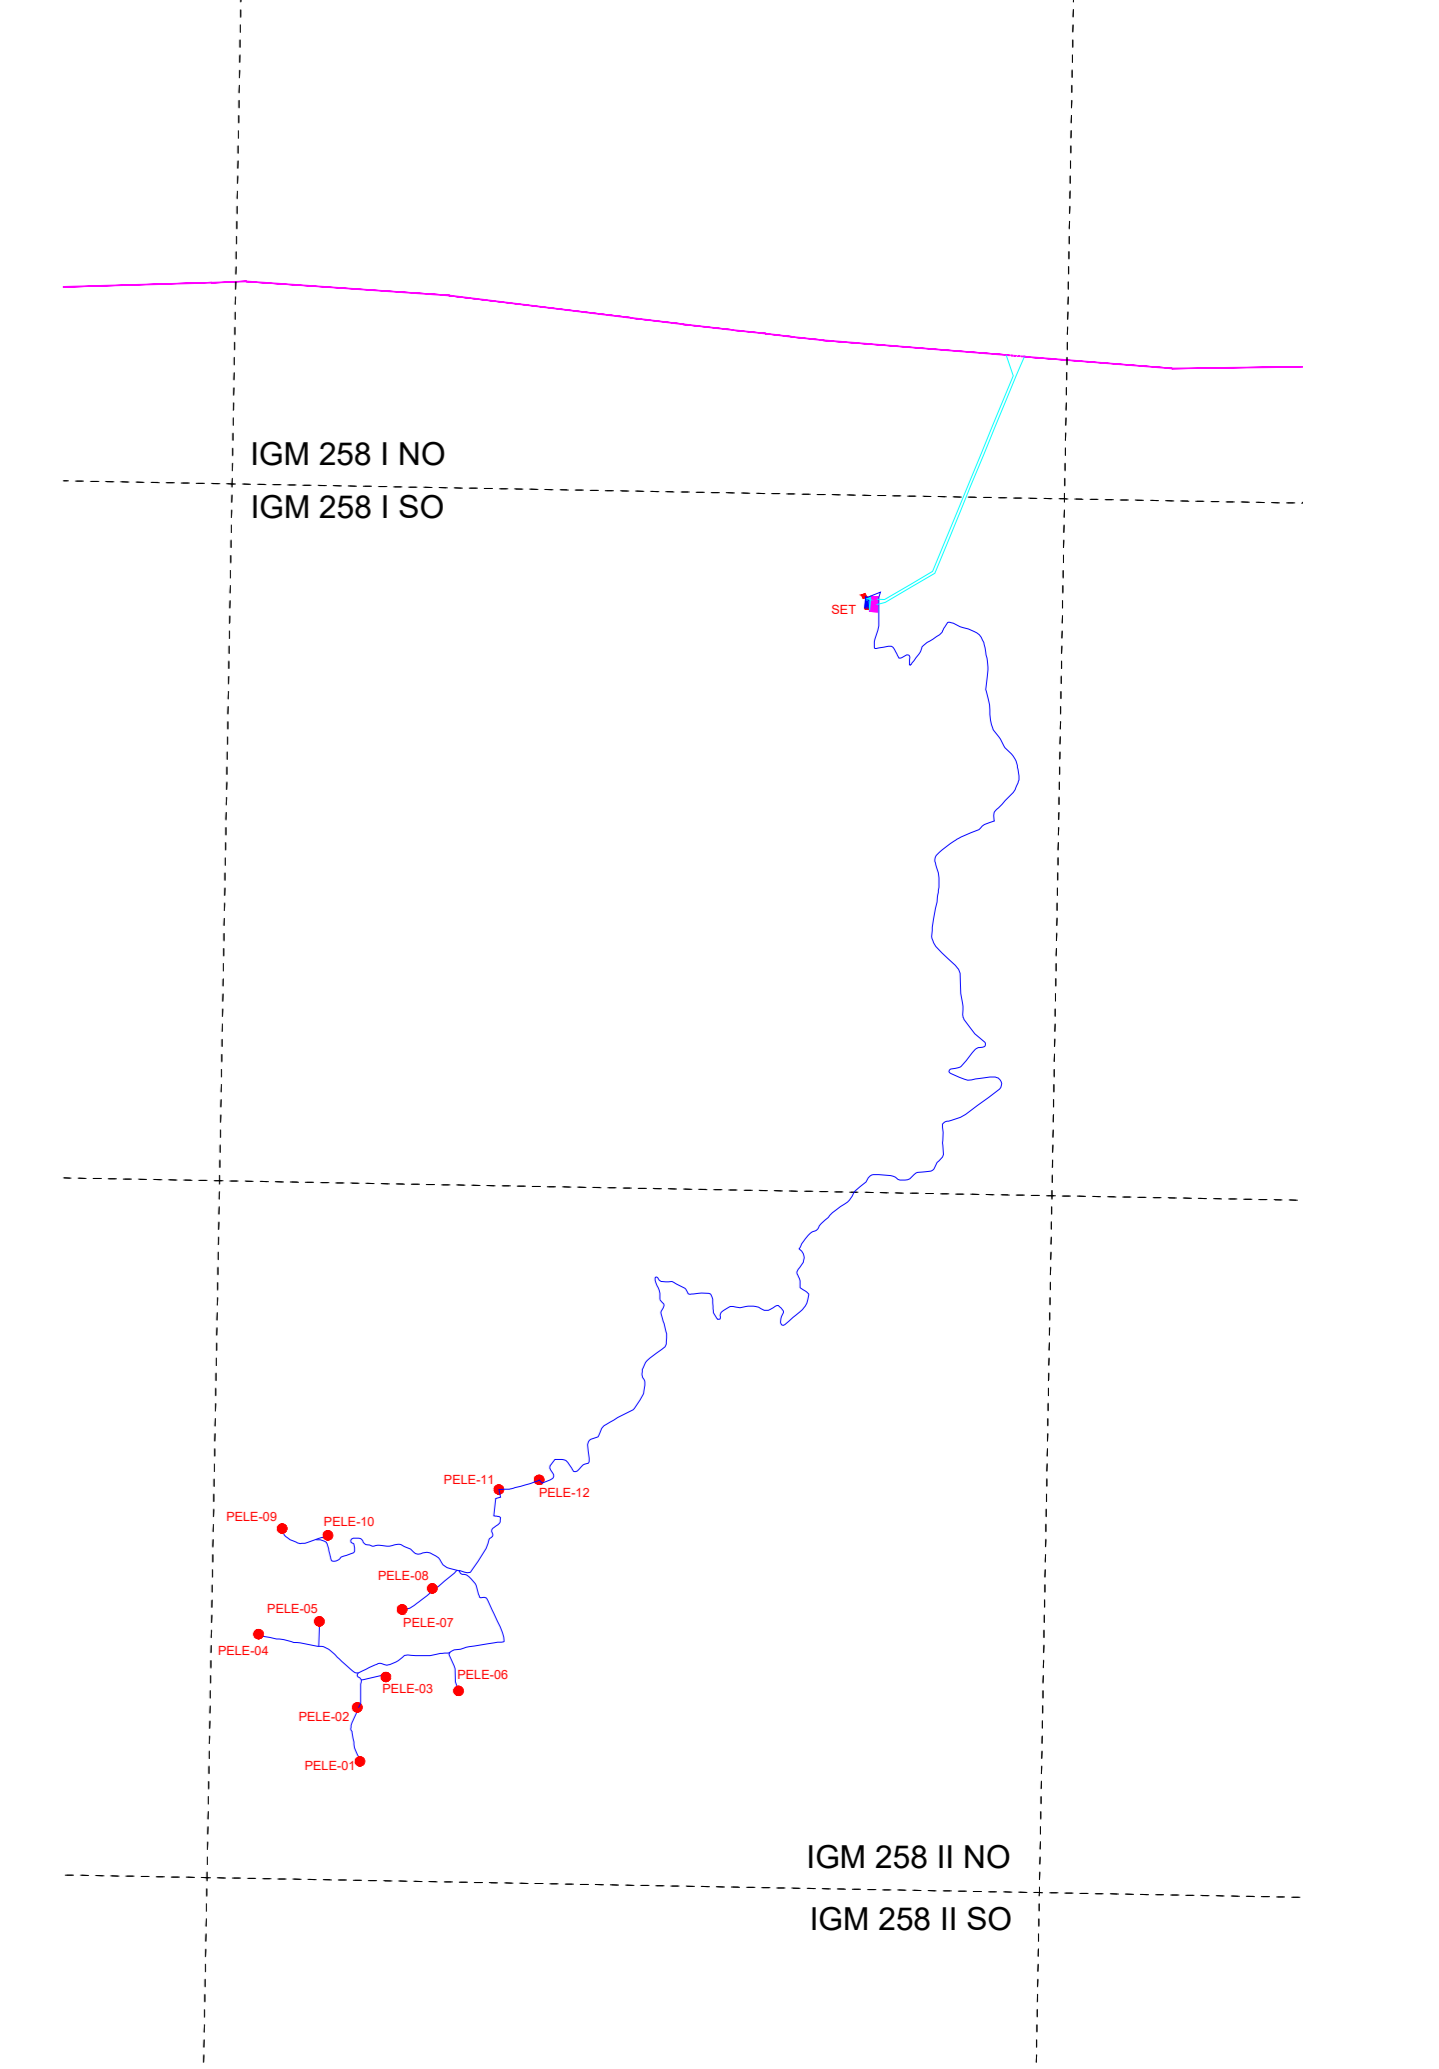 IGM 258 I NO
IGM 258 I SO
SET
PELE-11
PELE-12
PELE-09
PELE-10
PELE-08
PELE-05
PELE-07
PELE-04
PELE-06
PELE-03
PELE-02
PELE-01
IGM 258 II NO
IGM 258 II SO